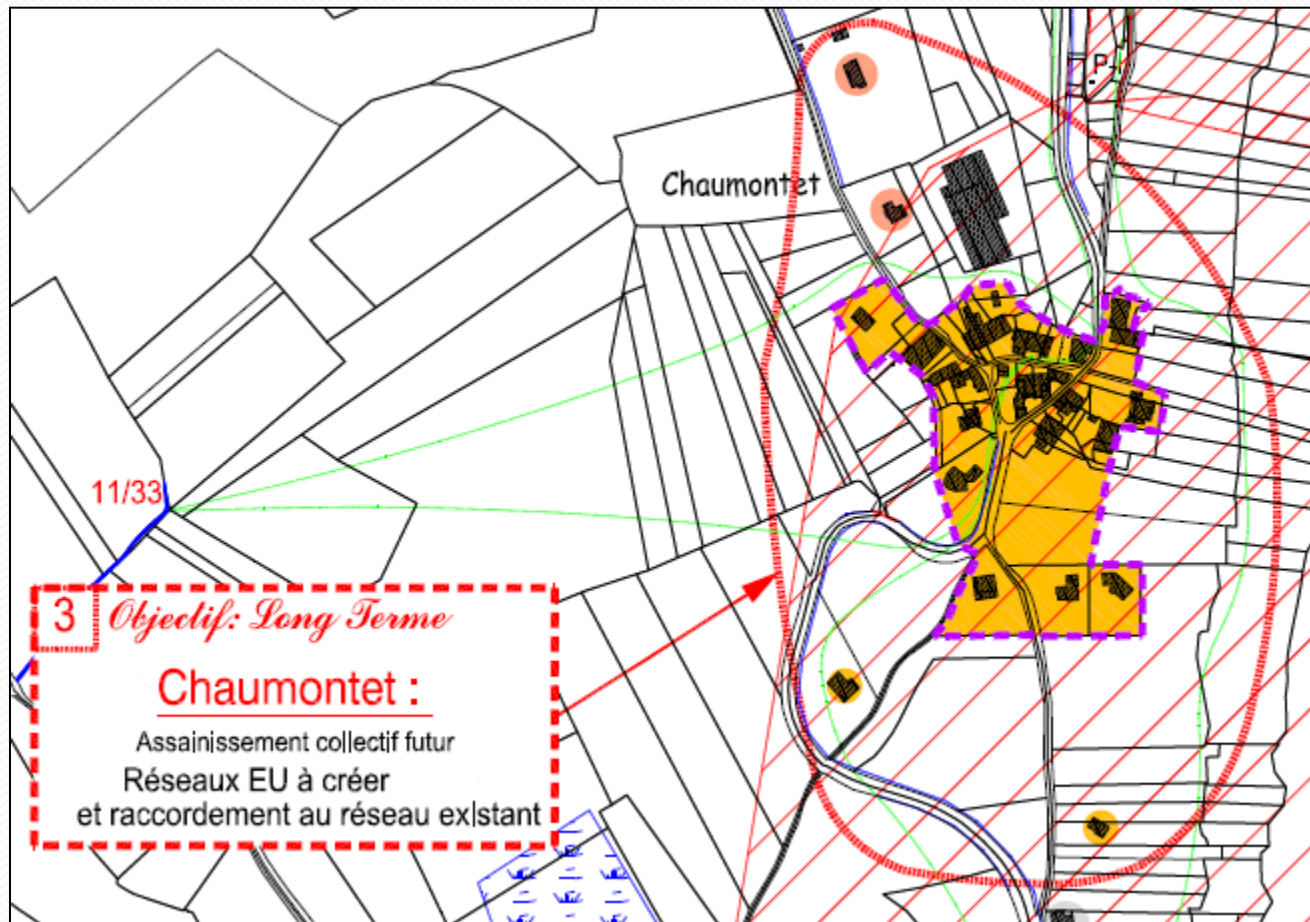 P
Chaumontet
11/33
3 Objectif: Long Terme
Chaumontet :
Assainissement collectif futur
Réseaux EU à créer
et raccordement au réseau existant